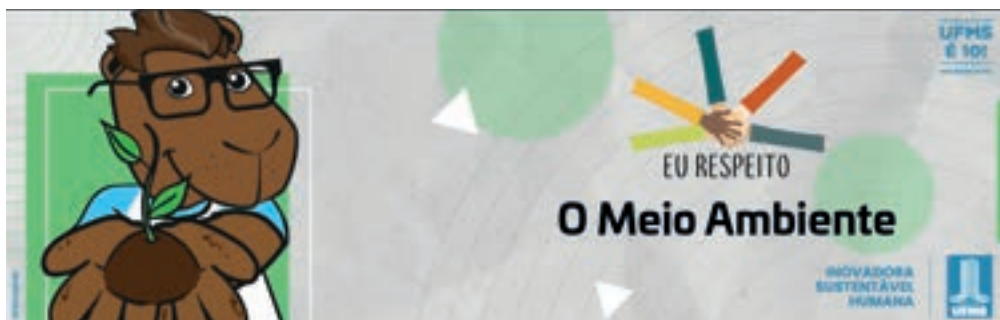 UFMS
É 10!
EU RESPEITO
O Meio Ambiente
INOVADORA
SUSTENTÁVEL
HUMANA
UFMS